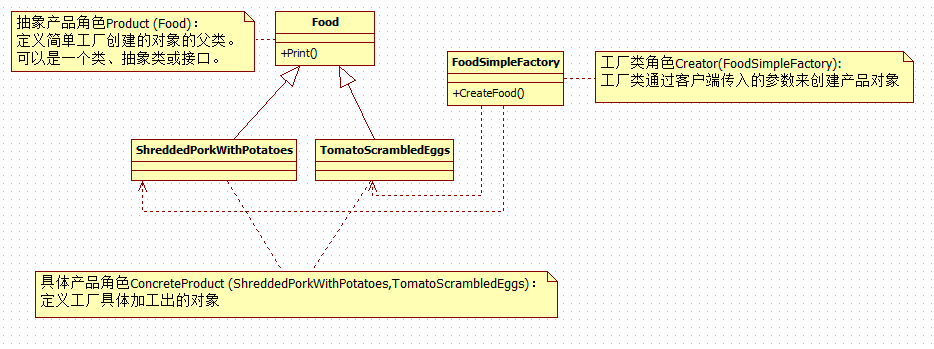 抽象产品角色Product (Food)：
定义简单工厂创建的对象的父类。
可以是一个类、抽象类或接口。
Food
+Print()
FoodSimpleFactory
+CreateFood()
工厂类角色Creator(FoodSimpleFactory):
工厂类通过客户端传入的参数来创建产品对象
ShreddedPorkWithPotatoes
TomatoScrambledEggs
具体产品角色ConcreteProduct (ShreddedPorkWithPotatoes,TomatoScrambledEggs)：
定义工厂具体加工出的对象